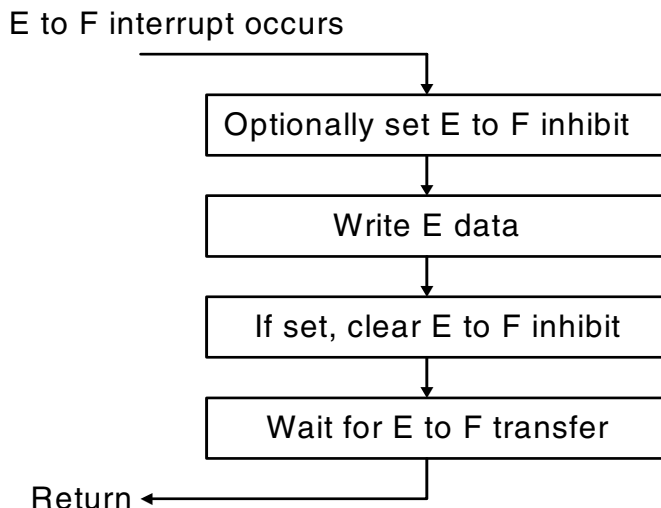 E to F interrupt occurs
Optionally set E to F inhibit
Write E data
If set, clear E to F inhibit
Wait for E to F transfer
Return